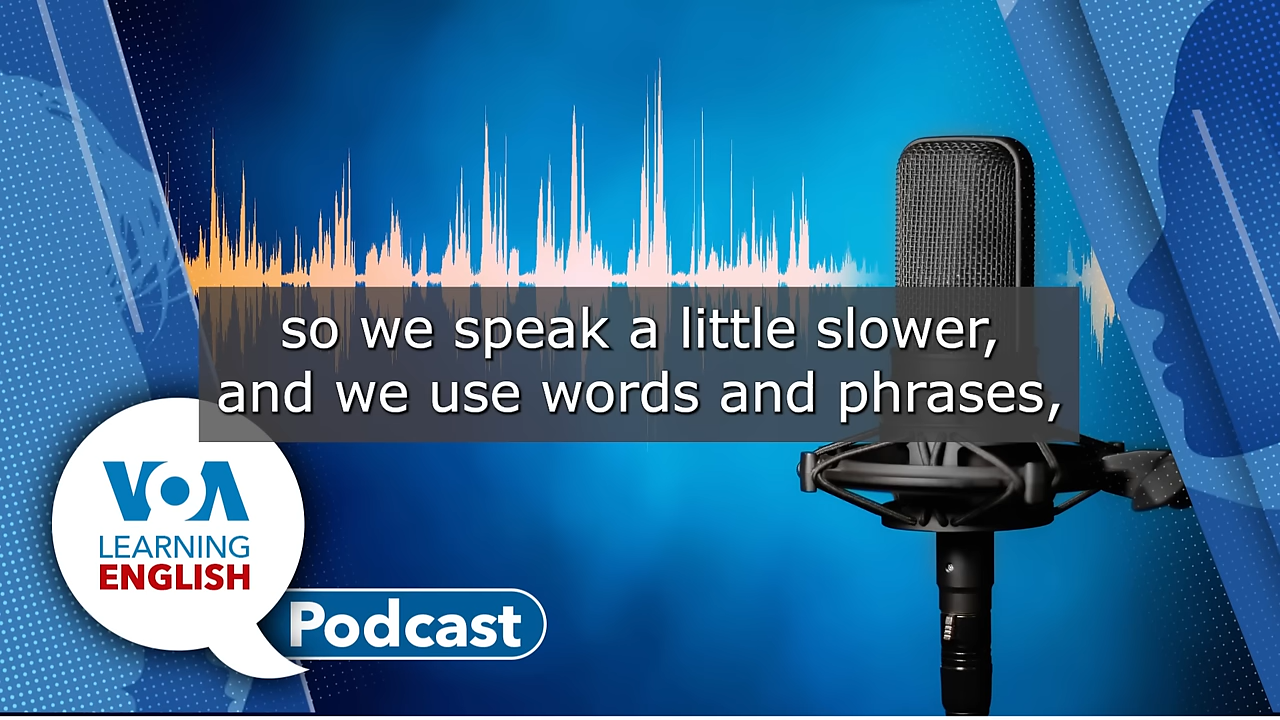 so we speak a little slower,
and we use words and phrases,
VOA
LEARNING
ENGLISH
Podcast